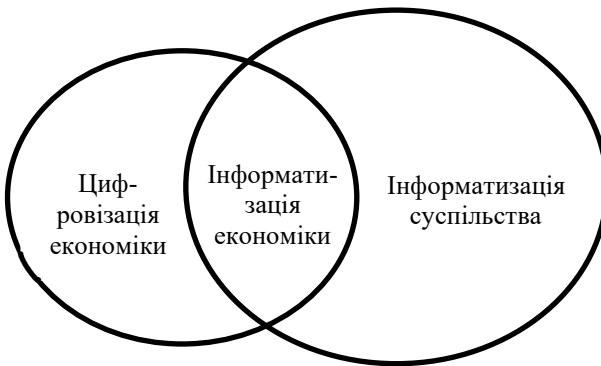 Циф-
ровізація
економіки
Інформати-
зація
економіки
Інформатизація
суспільства